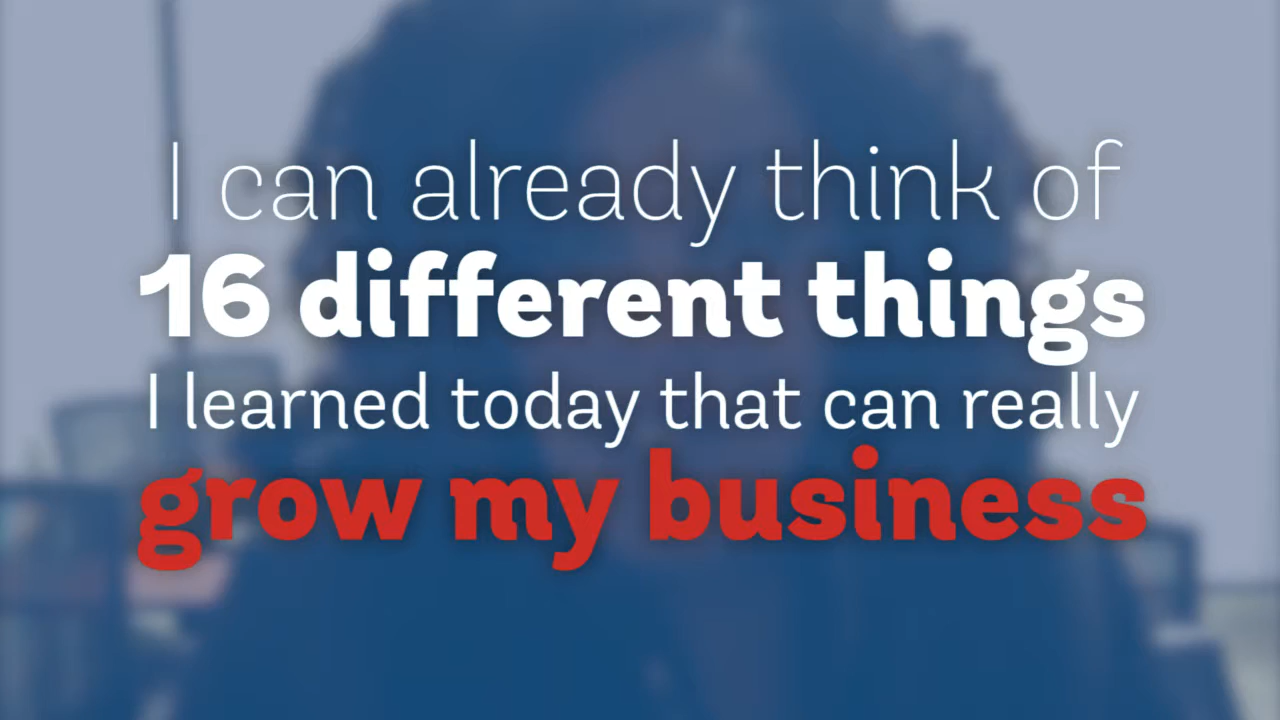 I can already think of
16 different things
I learned today that can really
grow my business